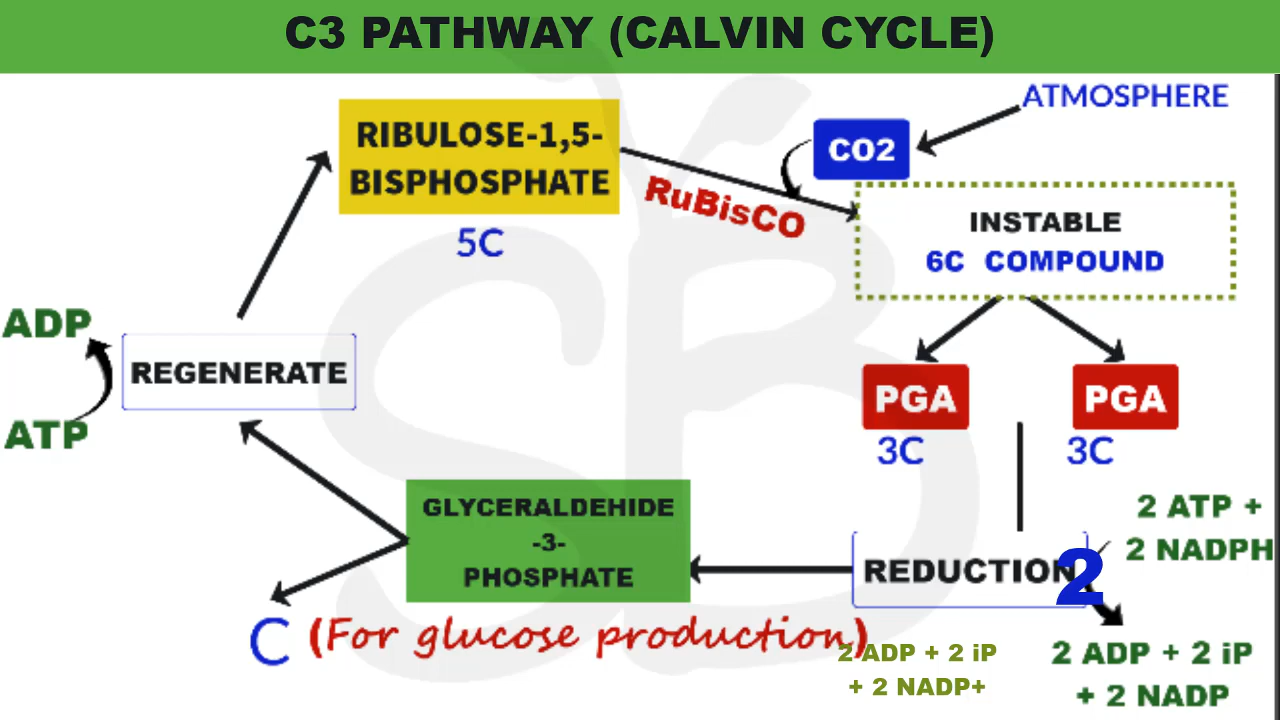 C3 PATHWAY (CALVIN CYCLE)
ATMOSPHERE
RIBULOSE-1,5-
BISPHOSPHATE
5C
CO2
RuBisCO
INSTABLE
6C COMPOUND
ADP
REGENERATE
ATP
PGA
PGA
3C
3C
GLYCERALDEHIDE
-3-
PHOSPHATE
2 ATP +
2 NADPH
REDUCTION
2
C (For glucose production)
2 ADP + 2 iP
+ 2 NADP+
2 ADP + 2 iP
+ 2 NADP
SB